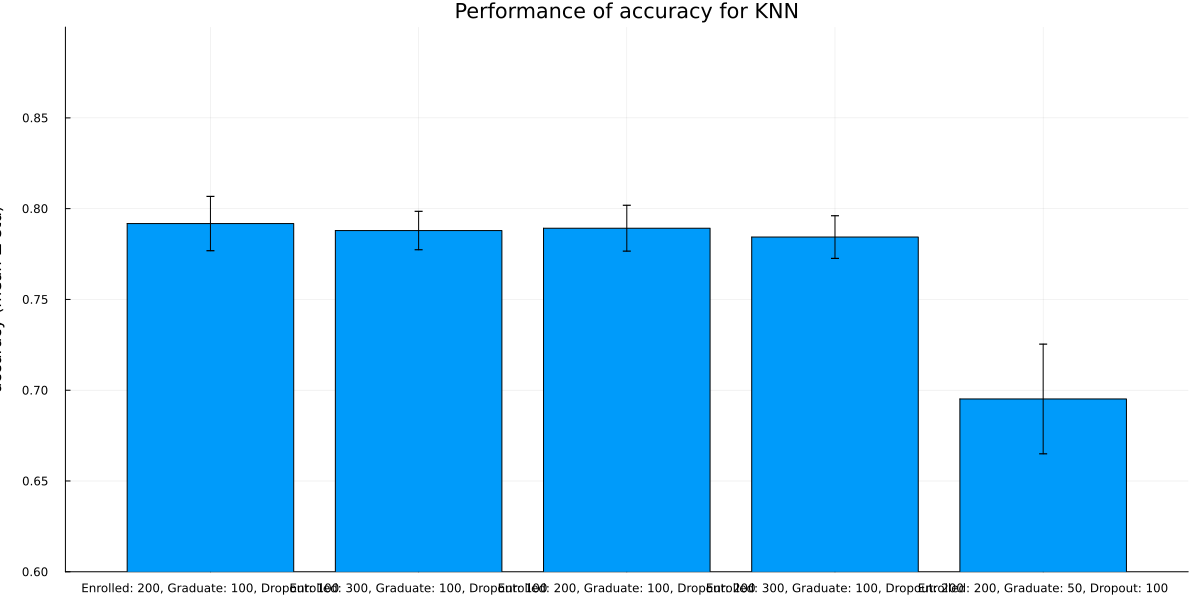 Performance of accuracy for KNN
0.85
0.80
0.75
0.70
0.65
0.60
Enrolled: 200, Graduate: 100, Dropout: 100
Enrolled: 300, Graduate: 100, Dropout: 100
Enrolled: 200, Graduate: 100, Dropout: 200
Enrolled: 300, Graduate: 100, Dropout: 200
Enrolled: 200, Graduate: 50, Dropout: 100